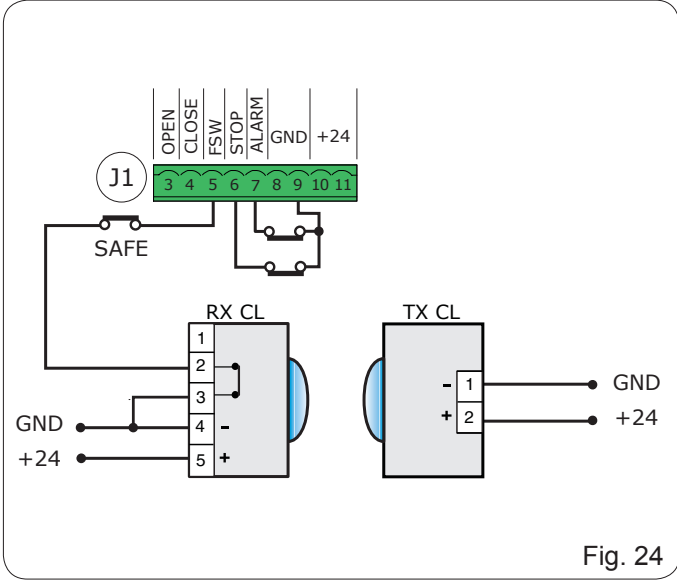 OPEN
CLOSE
FSW
STOP
ALARM
GND
+24
J1
3 4 5 6 7 8 9 10 11
SAFE
RX CL
1
2
3
4 -
5 +
GND
+24
TX CL
- 1
+ 2
GND
+24
Fig. 24